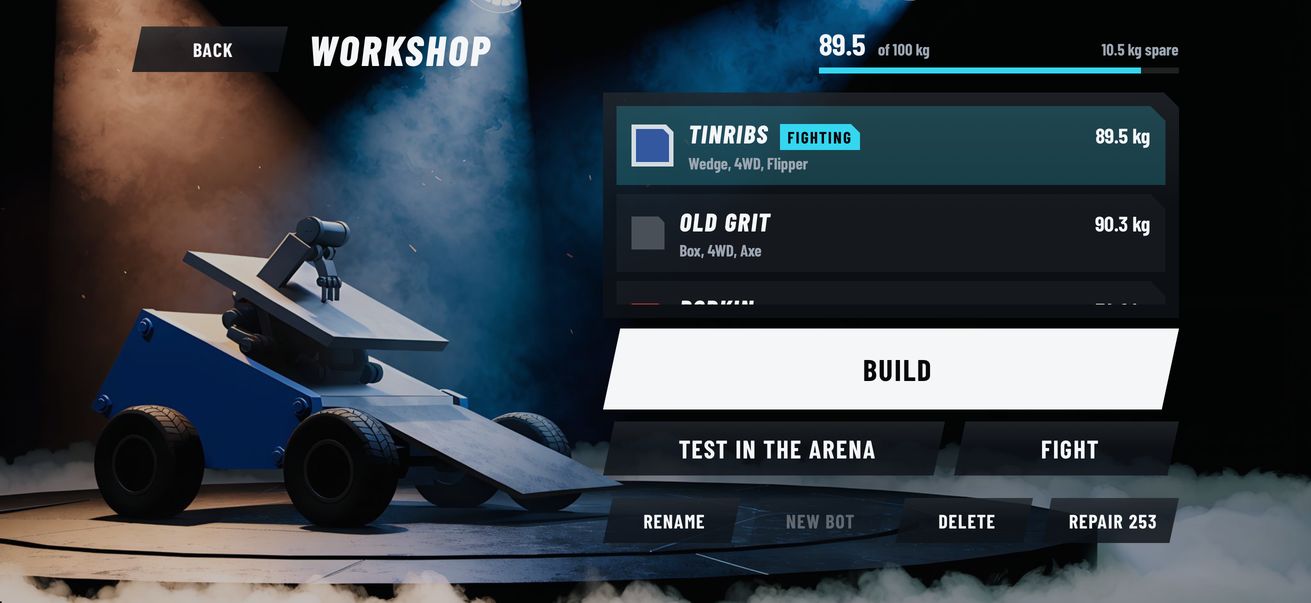 BACK
WORKSHOP
89.5 of 100 kg
10.5 kg spare
TINRIBS FIGHTING 89.5 kg
Wedge, 4WD, Flipper
OLD GRIT 90.3 kg
Box, 4WD, Axe
BUILD
TEST IN THE ARENA
FIGHT
RENAME
NEW BOT
DELETE
REPAIR 253